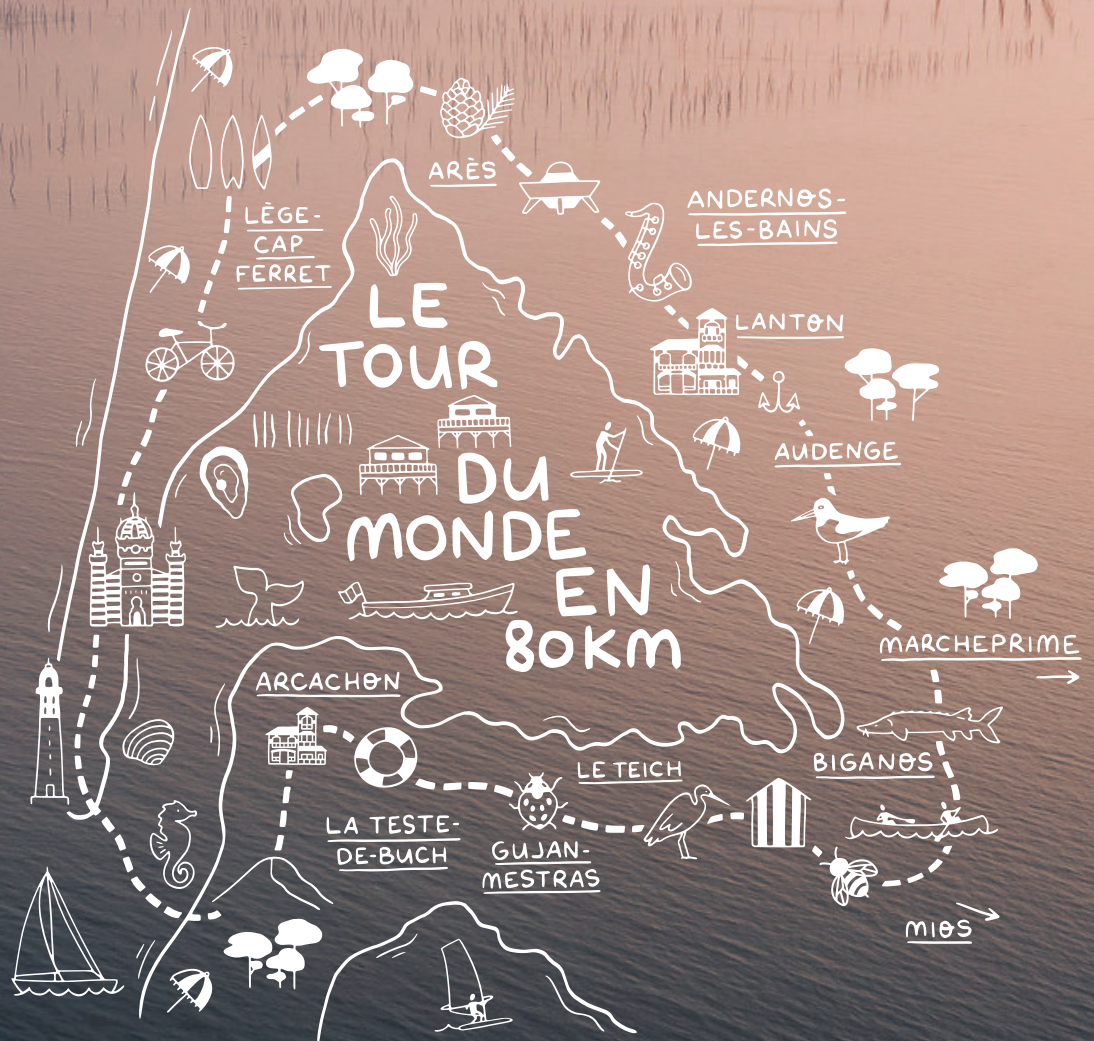 ARÈS
ANDERNOS-
LES-BAINS
LÈGE-
CAP
FERRET
LE
TOUR
LANTON
AUDENGE
DU
MONDE
EN
80KM
MARCHEPRIME
ARCACHON
BIGANOS
LE TEICH
LA TESTE-
DE-BUCH
GUJAN-
MESTRAS
MIOS